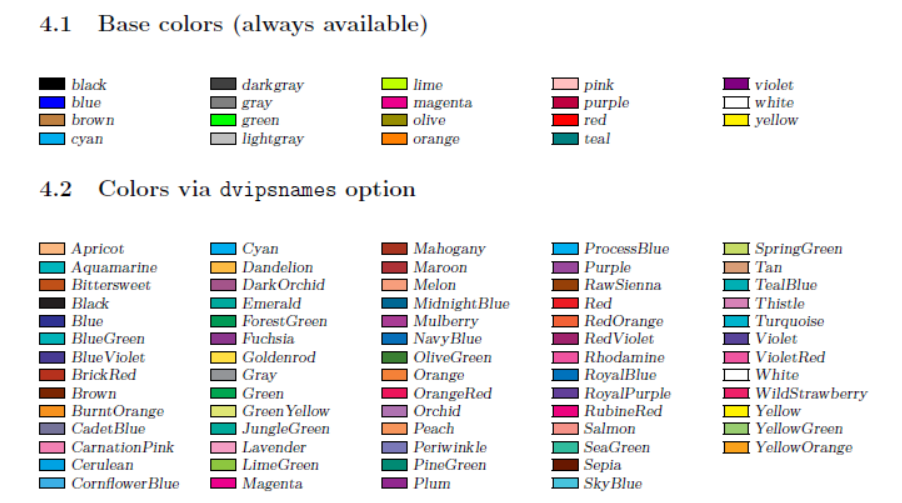 4.1 Base colors (always available)
black darkgray lime pink violet
blue gray magenta purple white
brown green olive red yellow
cyan lightgray orange teal
4.2 Colors via dvipsnames option
Apricot Cyan Mahogany ProcessBlue SpringGreen
Aquamarine Dandelion Maroon Purple Tan
Bittersweet DarkOrchid Melon RawSienna TealBlue
Black Emerald MidnightBlue Red Thistle
Blue ForestGreen Mulberry RedOrange Turquoise
BlueGreen Fuchsia NavyBlue RedViolet Violet
BlueViolet Goldenrod OliveGreen Rhodamine VioletRed
BrickRed Gray Orange RoyalBlue White
Brown Green OrangeRed RoyalPurple WildStrawberry
BurntOrange GreenYellow Orchid RubineRed Yellow
CadetBlue JungleGreen Peach Salmon YellowGreen
CarnationPink Lavender Periwinkle SeaGreen YellowOrange
Cerulean LimeGreen PineGreen Sepia
CornflowerBlue Magenta Plum SkyBlue